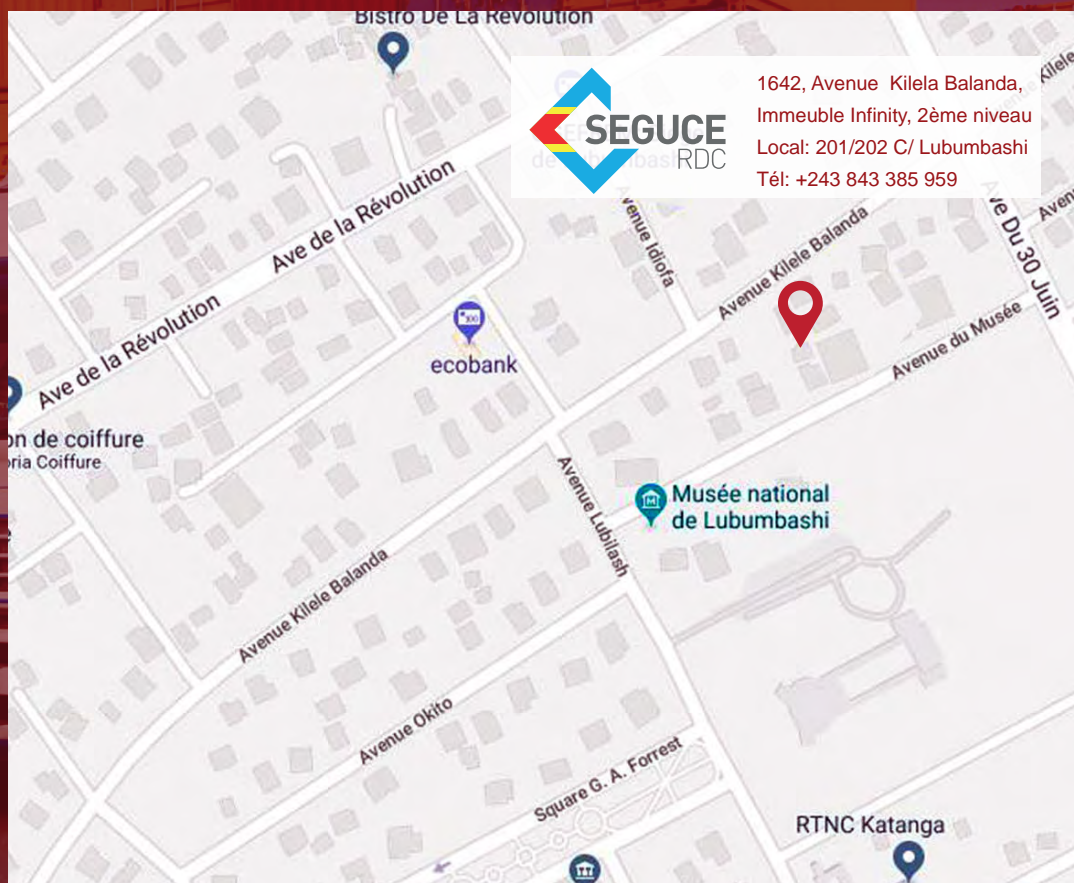 Bistro De La Révolution
SEGUCE
RDC
1642, Avenue Kilela Balanda,
Immeuble Infinity, 2ème niveau
Local: 201/202 C/ Lubumbashi
Tél: +243 843 385 959
Ave de la Révolution
Avenue Idiofa
Avenue Kilele Balanda
Ave Du 30 Juin
Avenue du Musée
Ave de la Révolution
ecobank
on de coiffure
oria Coiffure
Avenue Lubilash
Musée national
de Lubumbashi
Avenue Kilele Balanda
Avenue Okito
Square G. A. Forrest
RTNC Katanga